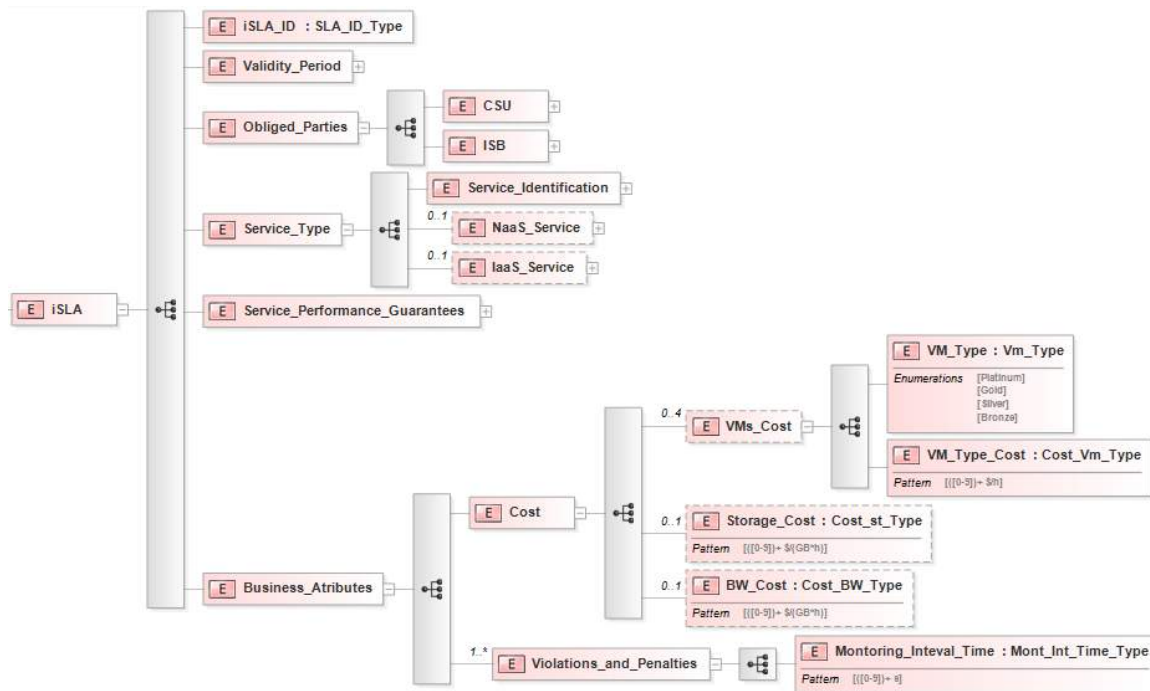 E iSLA_ID : SLA_ID_Type
E Validity_Period
E Obliged_Parties
E CSU
E ISB
E Service_Type
E Service_Identification
0..1
E NaaS_Service
0..1
E IaaS_Service
E iSLA
E Service_Performance_Guarantees
E Business_Atributes
E Cost
0..4
E VMs_Cost
E VM_Type : Vm_Type
Enumerations [Platinum]
[Gold]
[Silver]
[Bronze]
E VM_Type_Cost : Cost_Vm_Type
Pattern [([0-9])+ $/h]
0..1
E Storage_Cost : Cost_st_Type
Pattern [([0-9])+ $/(GB*h)]
0..1
E BW_Cost : Cost_BW_Type
Pattern [([0-9])+ $/(GB*h)]
1..*
E Violations_and_Penalties
E Montoring_Inteval_Time : Mont_Int_Time_Type
Pattern [([0-9])+ s]